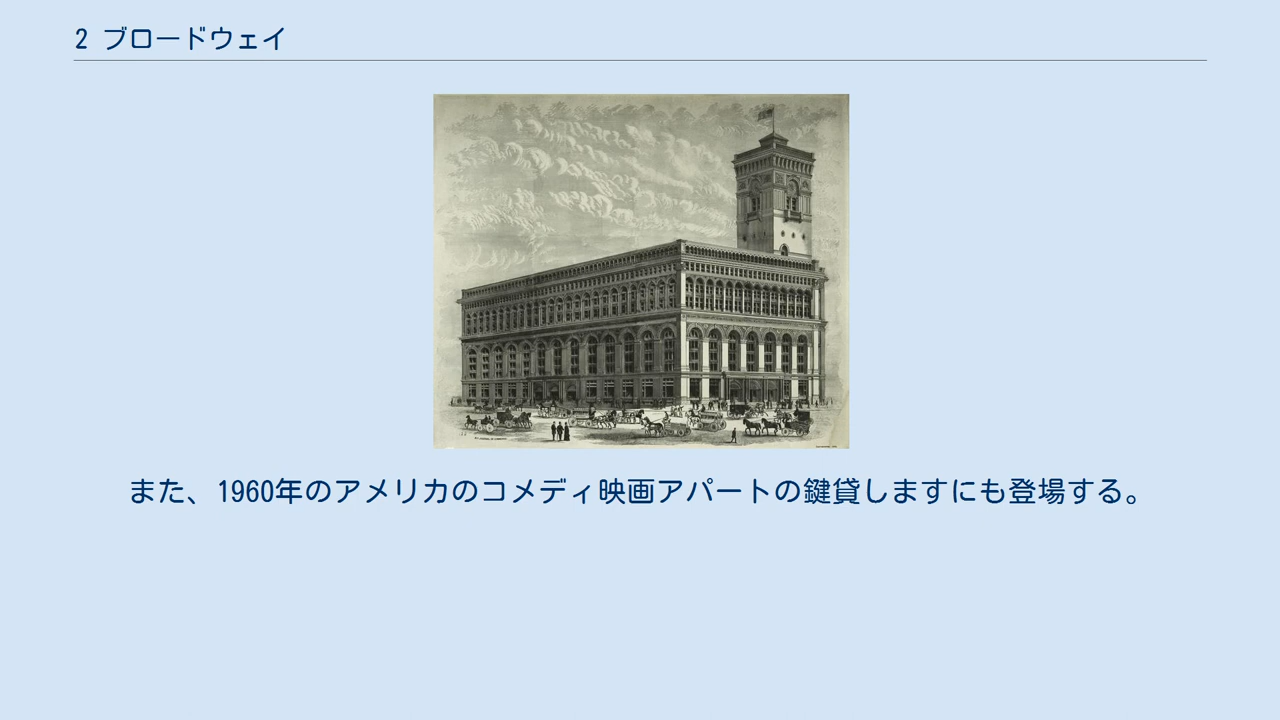 2 ブロードウェイ
また、1960年のアメリカのコメディ映画アパートの鍵貸しますにも登場する。